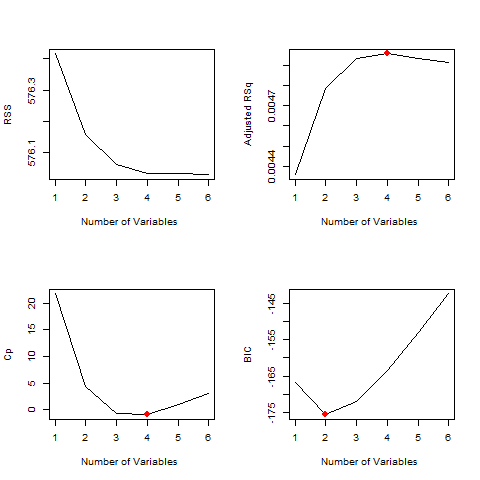 RSS
576.3
576.1
1 2 3 4 5 6
Number of Variables
Adjusted RSq
0.0047
0.0044
1 2 3 4 5 6
Number of Variables
Cp
20
15
10
5
0
1 2 3 4 5 6
Number of Variables
BIC
-145
-155
-165
-175
1 2 3 4 5 6
Number of Variables